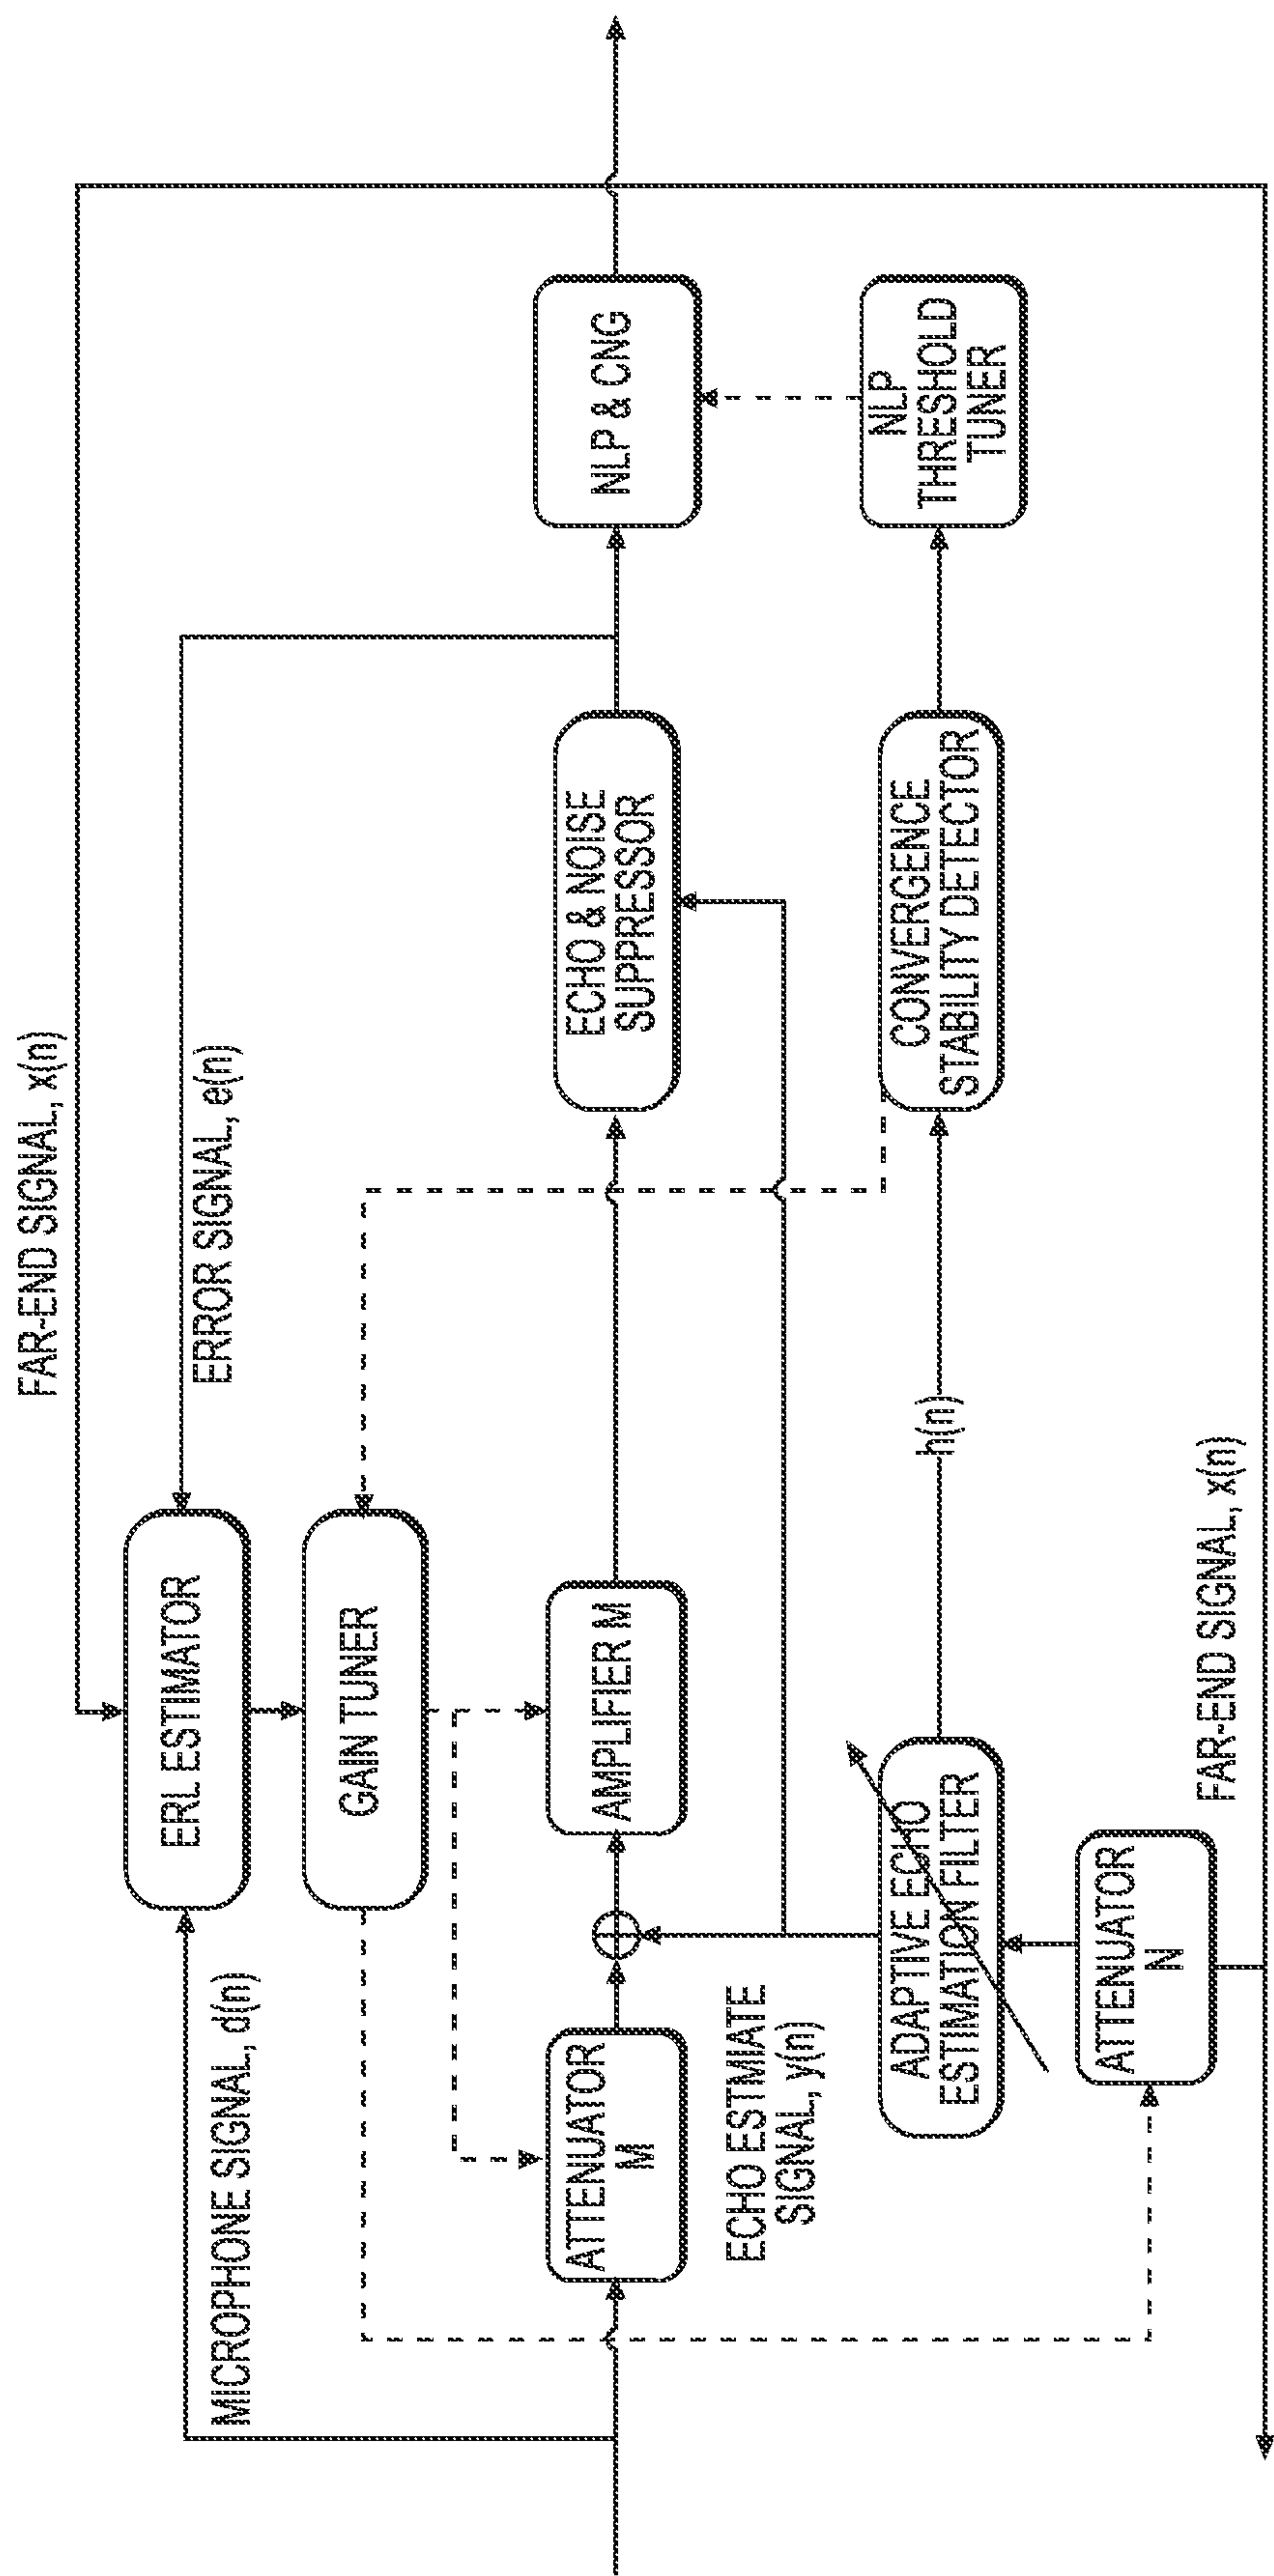 FAR-END SIGNAL, x(n)
ERROR SIGNAL, e(n)
MICROPHONE SIGNAL, d(n)
ERL ESTIMATOR
GAIN TUNER
ATTENUATOR
M
AMPLIFIER M
ECHO & NOISE
SUPPRESSOR
NLP & CNG
ECHO ESTMIATE
SIGNAL, y(n)
ADAPTIVE ECHO
ESTIMATION FILTER
h(n)
CONVERGENCE
STABILITY DETECTOR
NLP
THRESHOLD
TUNER
ATTENUATOR
N
FAR-END SIGNAL, x(n)